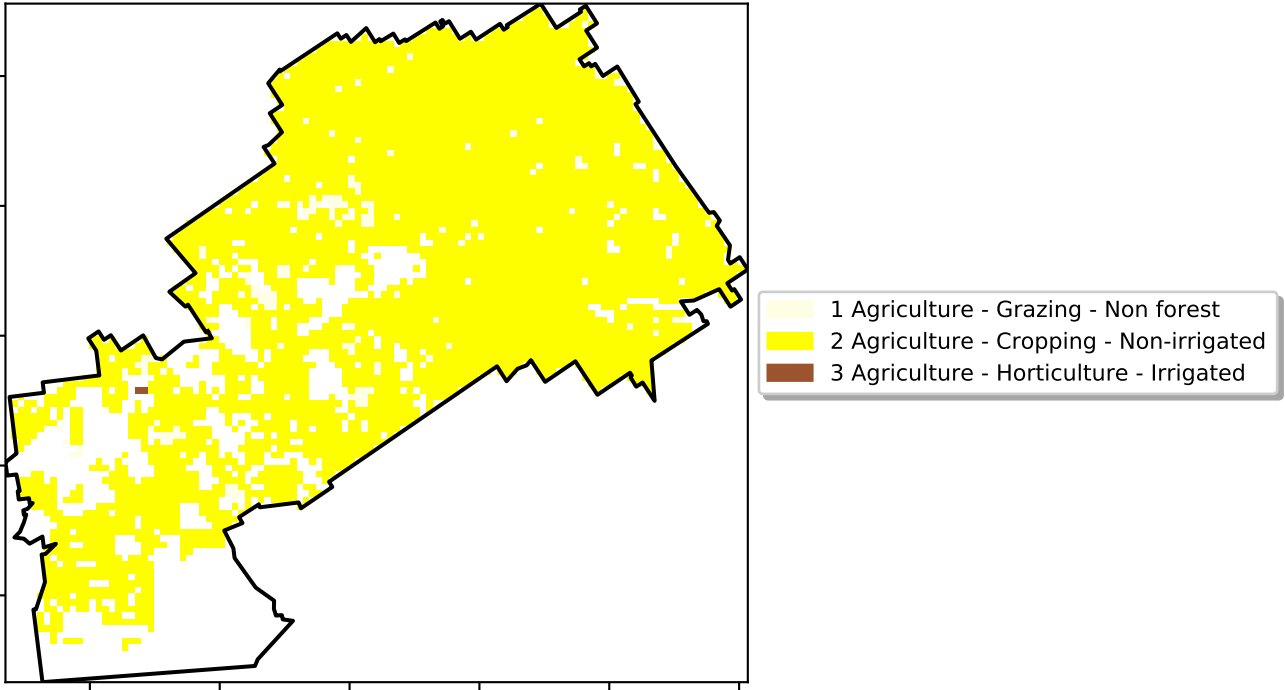 1 Agriculture - Grazing - Non forest
2 Agriculture - Cropping - Non-irrigated
3 Agriculture - Horticulture - Irrigated